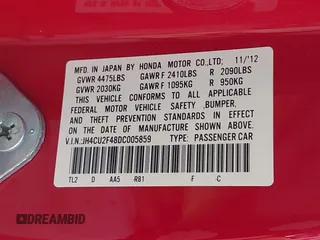 MFD. IN JAPAN BY HONDA MOTOR CO.,LTD; 11/'12
GVWR 4475LBS GAWR F 2410LBS R 2090LBS
GVWR 2030KG GAWR F 1095KG R 950KG
THIS VEHICLE CONFORMS TO ALL APPLICABLE
FEDERAL MOTOR VEHICLE SAFETY ,BUMPER,
AND THEFT PREVENTION STANDARDS IN EFFECT
ON THE DATE OF MANUFACTURE SHOWN ABOVE.
V.I.N.:JH4CU2F48DC005859 TYPE: PASSENGER CAR
TL2 D AA5 R81 F C
DREAMBID